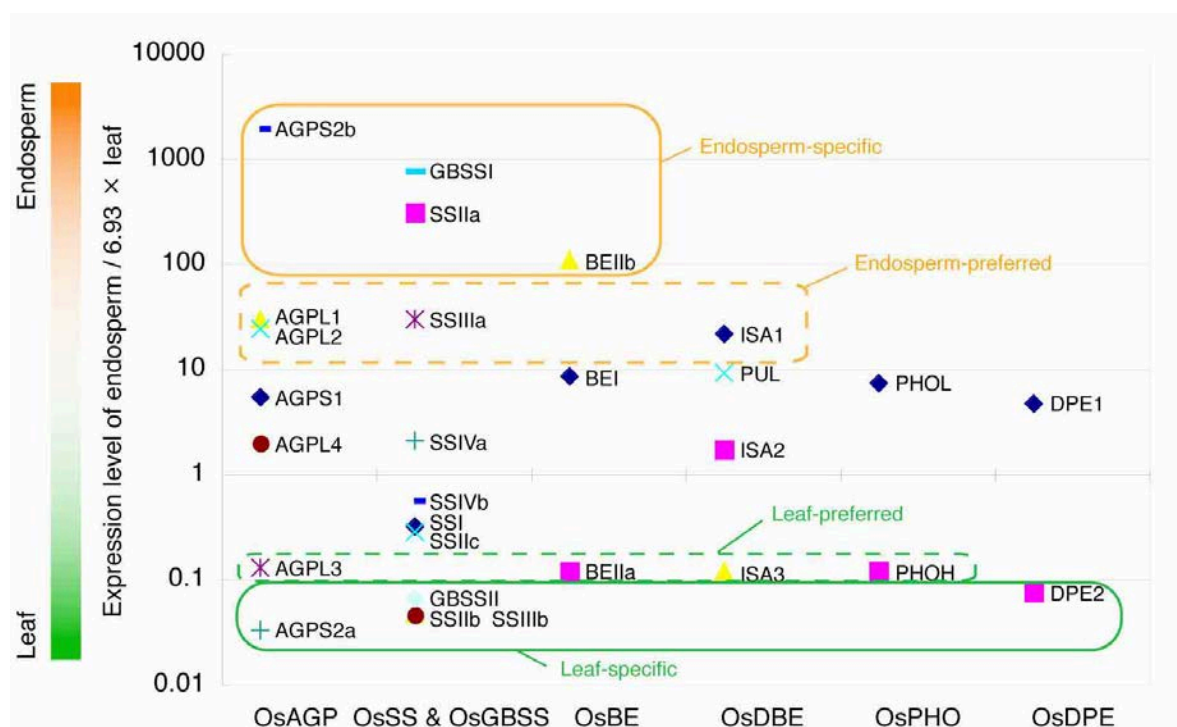 10000
1000
100
10
1
0.1
0.01
Endosperm
Leaf
Expression level of endosperm / 6.93 × leaf
AGPS2b
GBSSI
SSIIa
BEIIb
Endosperm-specific
Endosperm-preferred
AGPL1
AGPL2
SSIIIa
ISA1
BEI
PUL
PHOL
AGPS1
DPE1
AGPL4
SSIVa
ISA2
SSIVb
SSI
SSIIc
Leaf-preferred
AGPL3
BEIIa
ISA3
PHOH
DPE2
GBSSII
SSIIb SSIIIb
AGPS2a
Leaf-specific
OsAGP OsSS & OsGBSS OsBE OsDBE OsPHO OsDPE